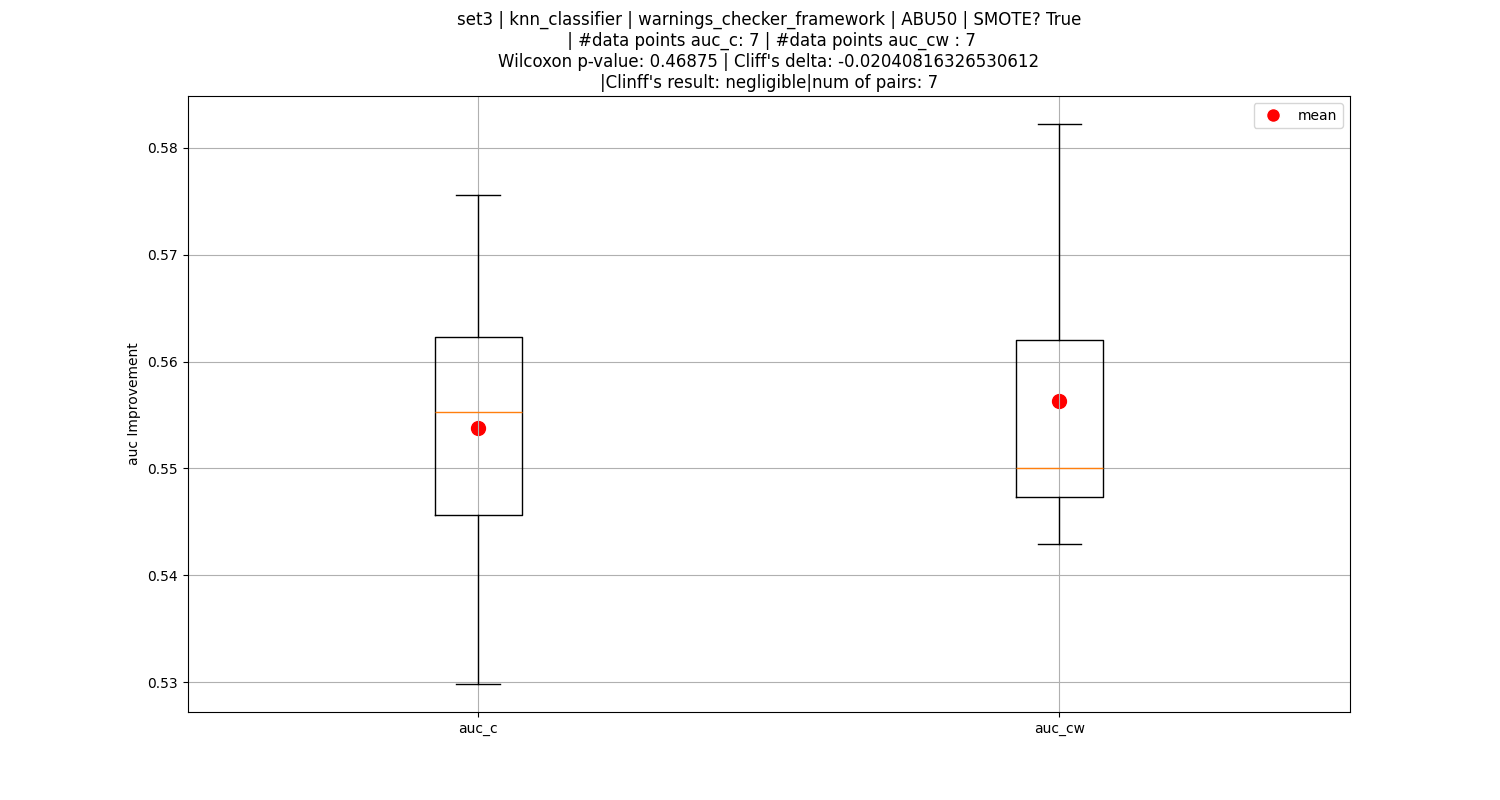 set3 | knn_classifier | warnings_checker_framework | ABU50 | SMOTE? True
| #data points auc_c: 7 | #data points auc_cw : 7
Wilcoxon p-value: 0.46875 | Cliff's delta: -0.02040816326530612
|Clinff's result: negligible|num of pairs: 7
mean
auc Improvement
0.58
0.57
0.56
0.55
0.54
0.53
auc_c
auc_cw